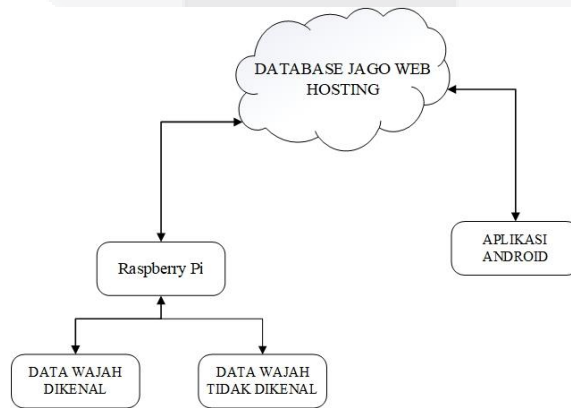 DATABASE JAGO WEB
HOSTING
Raspberry Pi
APLIKASI
ANDROID
DATA WAJAH
DIKENAL
DATA WAJAH
TIDAK DIKENAL